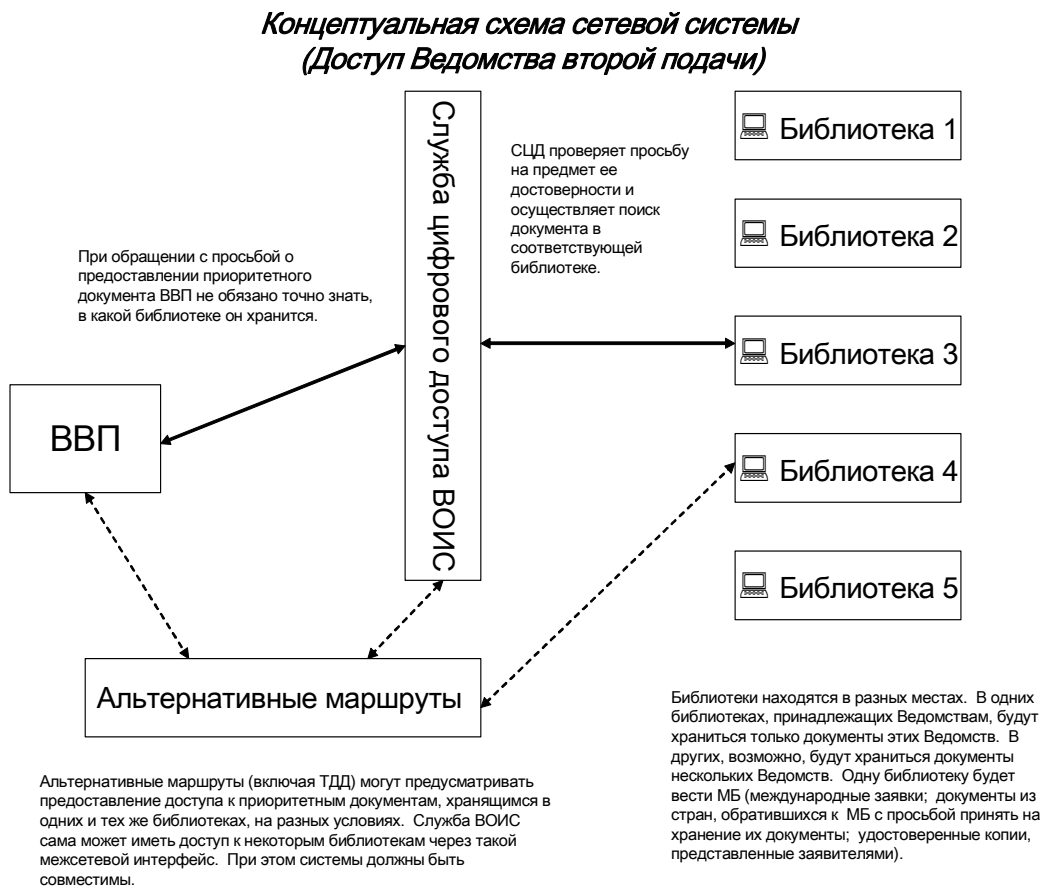 Концептуальная схема сетевой системы
(Доступ Ведомства второй подачи)
Служба цифрового доступа ВОИС
Библиотека 1
СЦД проверяет просьбу
на предмет ее
достоверности и
осуществляет поиск
документа в
соответствующей
библиотеке.
Библиотека 2
При обращении с просьбой о
предоставлении приоритетного
документа ВВП не обязано точно знать,
в какой библиотеке он хранится.
Библиотека 3
ВВП
Библиотека 4
Библиотека 5
Альтернативные маршруты
Библиотеки находятся в разных местах.  В одних
библиотеках, принадлежащих Ведомствам, будут
храниться только документы этих Ведомств.  В
других, возможно, будут храниться документы
нескольких Ведомств.  Одну библиотеку будет
вести МБ (международные заявки;  документы из
стран, обратившихся к  МБ с просьбой принять на
хранение их документы;  удостоверенные копии,
представленные заявителями).
Альтернативные маршруты (включая ТДД) могут предусматривать
предоставление доступа к приоритетным документам, хранящимся в
одних и тех же библиотеках, на разных условиях.  Служба ВОИС
сама может иметь доступ к некоторым библиотекам через такой
межсетевой интерфейс.  При этом системы должны быть
совместимы.